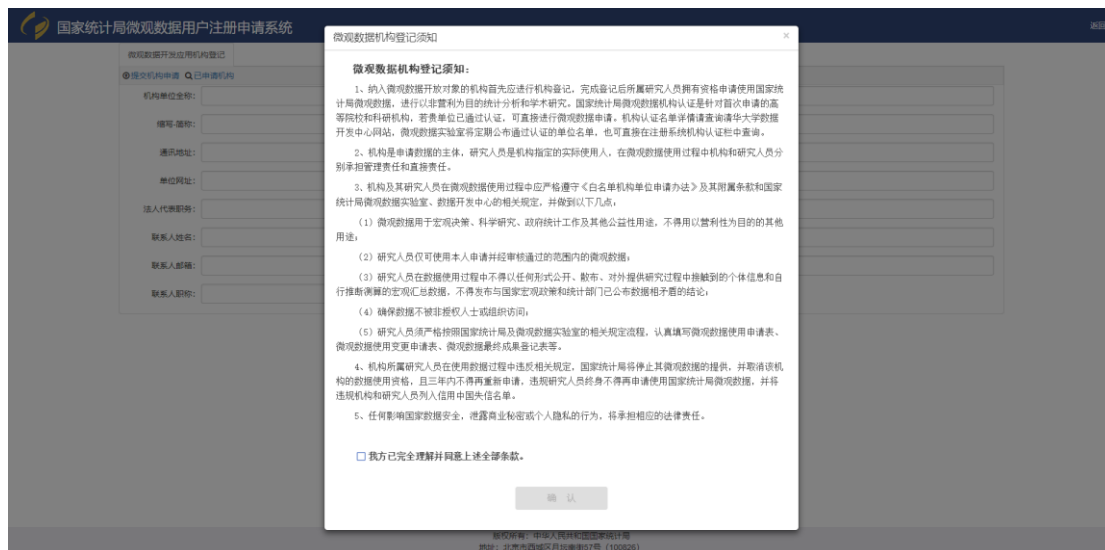 国家统计局微观数据用户注册申请系统
返回
微观数据开发应用机构登记
提交机构申请 已申请机构
机构单位全称：
缩写-简称：
通讯地址：
单位网址：
法人代表职务：
联系人姓名：
联系人邮箱：
联系人职称：
微观数据机构登记须知 ×
微观数据机构登记须知：
1、纳入微观数据开放对象的机构首先应进行机构登记，完成登记后所属研究人员拥有资格申请使用国家统
计局微观数据，进行以非营利为目的统计分析和学术研究。国家统计局微观数据机构认证是针对首次申请的高
等院校和科研机构，若贵单位已通过认证，可直接进行微观数据申请。机构认证名单详情请查询清华大学数据
开发中心网站，微观数据实验室将定期公布通过认证的单位名单，也可直接在注册系统机构认证栏中查询。
2、机构是申请数据的主体，研究人员是机构指定的实际使用人，在微观数据使用过程中机构和研究人员分
别承担管理责任和直接责任。
3、机构及其研究人员在微观数据使用过程中应严格遵守《白名单机构单位申请办法》及其附属条款和国家
统计局微观数据实验室、数据开发中心的相关规定，并做到以下几点：
（1）微观数据用于宏观决策、科学研究、政府统计工作及其他公益性用途，不得用以营利性为目的的其他
用途；
（2）研究人员仅可使用本人申请并经审核通过的范围内的微观数据；
（3）研究人员在数据使用过程中不得以任何形式公开、散布、对外提供研究过程中接触到的个体信息和自
行推断测算的宏观汇总数据，不得发布与国家宏观政策和统计部门已公布数据相矛盾的结论；
（4）确保数据不被非授权人士或组织访问；
（5）研究人员须严格按照国家统计局及微观数据实验室的相关规定流程，认真填写微观数据使用申请表、
微观数据使用变更申请表、微观数据最终成果登记表等。
4、机构所属研究人员在使用数据过程中违反相关规定，国家统计局将停止其微观数据的提供，并取消该机
构的数据使用资格，且三年内不得再重新申请，违规研究人员终身不得再申请使用国家统计局微观数据，并将
违规机构和研究人员列入信用中国失信名单。
5、任何影响国家数据安全，泄露商业秘密或个人隐私的行为，将承担相应的法律责任。
我方已完全理解并同意上述全部条款。
确 认
版权所有：中华人民共和国国家统计局
地址：北京市西城区月坛南街57号（100826）